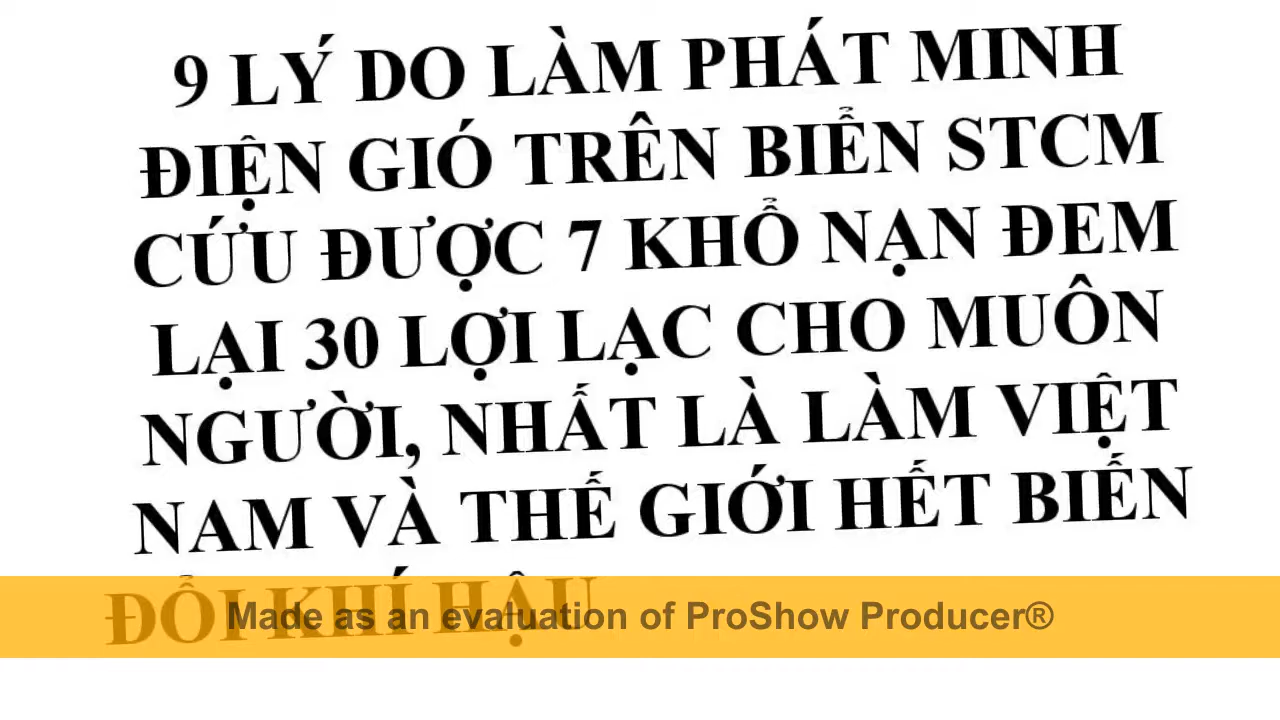 9 LÝ DO LÀM PHÁT MINH
ĐIỆN GIÓ TRÊN BIỂN STCM
CỨU ĐƯỢC 7 KHỔ NẠN ĐEM
LẠI 30 LỢI LẠC CHO MUÔN
NGƯỜI, NHẤT LÀ LÀM VIỆT
NAM VÀ THẾ GIỚI HẾT BIẾN
ĐỔI KHÍ HẬU
Made as an evaluation of ProShow Producer®